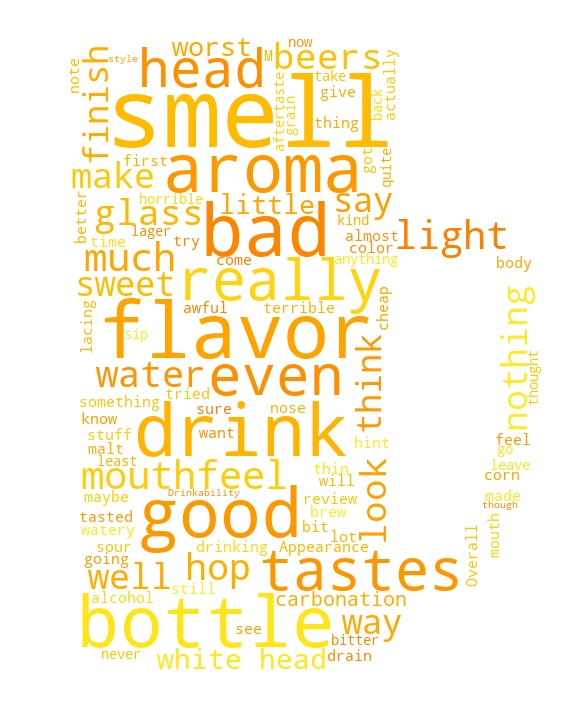 style
now
worst
M
beers
note
head
take
finish
smell
aftertaste
grain
give
back
actually
thing
first
aroma
got
quite
make
horrible
say
better
glass
little
bad
kind
time
lager
try
almost
light
color
much
come
anything
body
sweet
really
cheap
nothing
lacing
awful
terrible
flavor
sip
think
thought
water
even
tried
something
sure
nose
know
drink
want
hint
feel
stuff
malt
go
least
mouthfeel
thin
look
leave
corn
will
maybe
Drinkability
good
review
made
though
brew
tasted
bit
watery
lot
mouth
sour
drinking
Appearance
Overall
going
well
hop
tastes
still
alcohol
carbonation
bottle
way
see
bitter
never
white head
drain